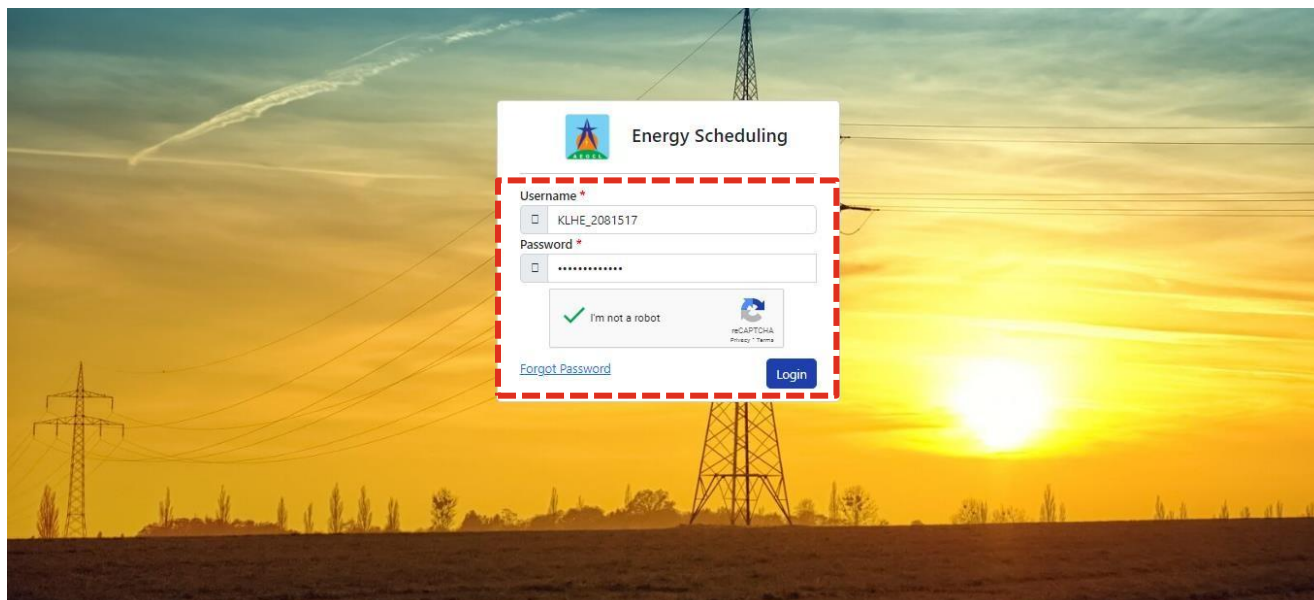 Energy Scheduling
Username *
KLHE_2081517
Password *
•••••••••••••
I'm not a robot
reCAPTCHA
Privacy - Terms
Forgot Password
Login